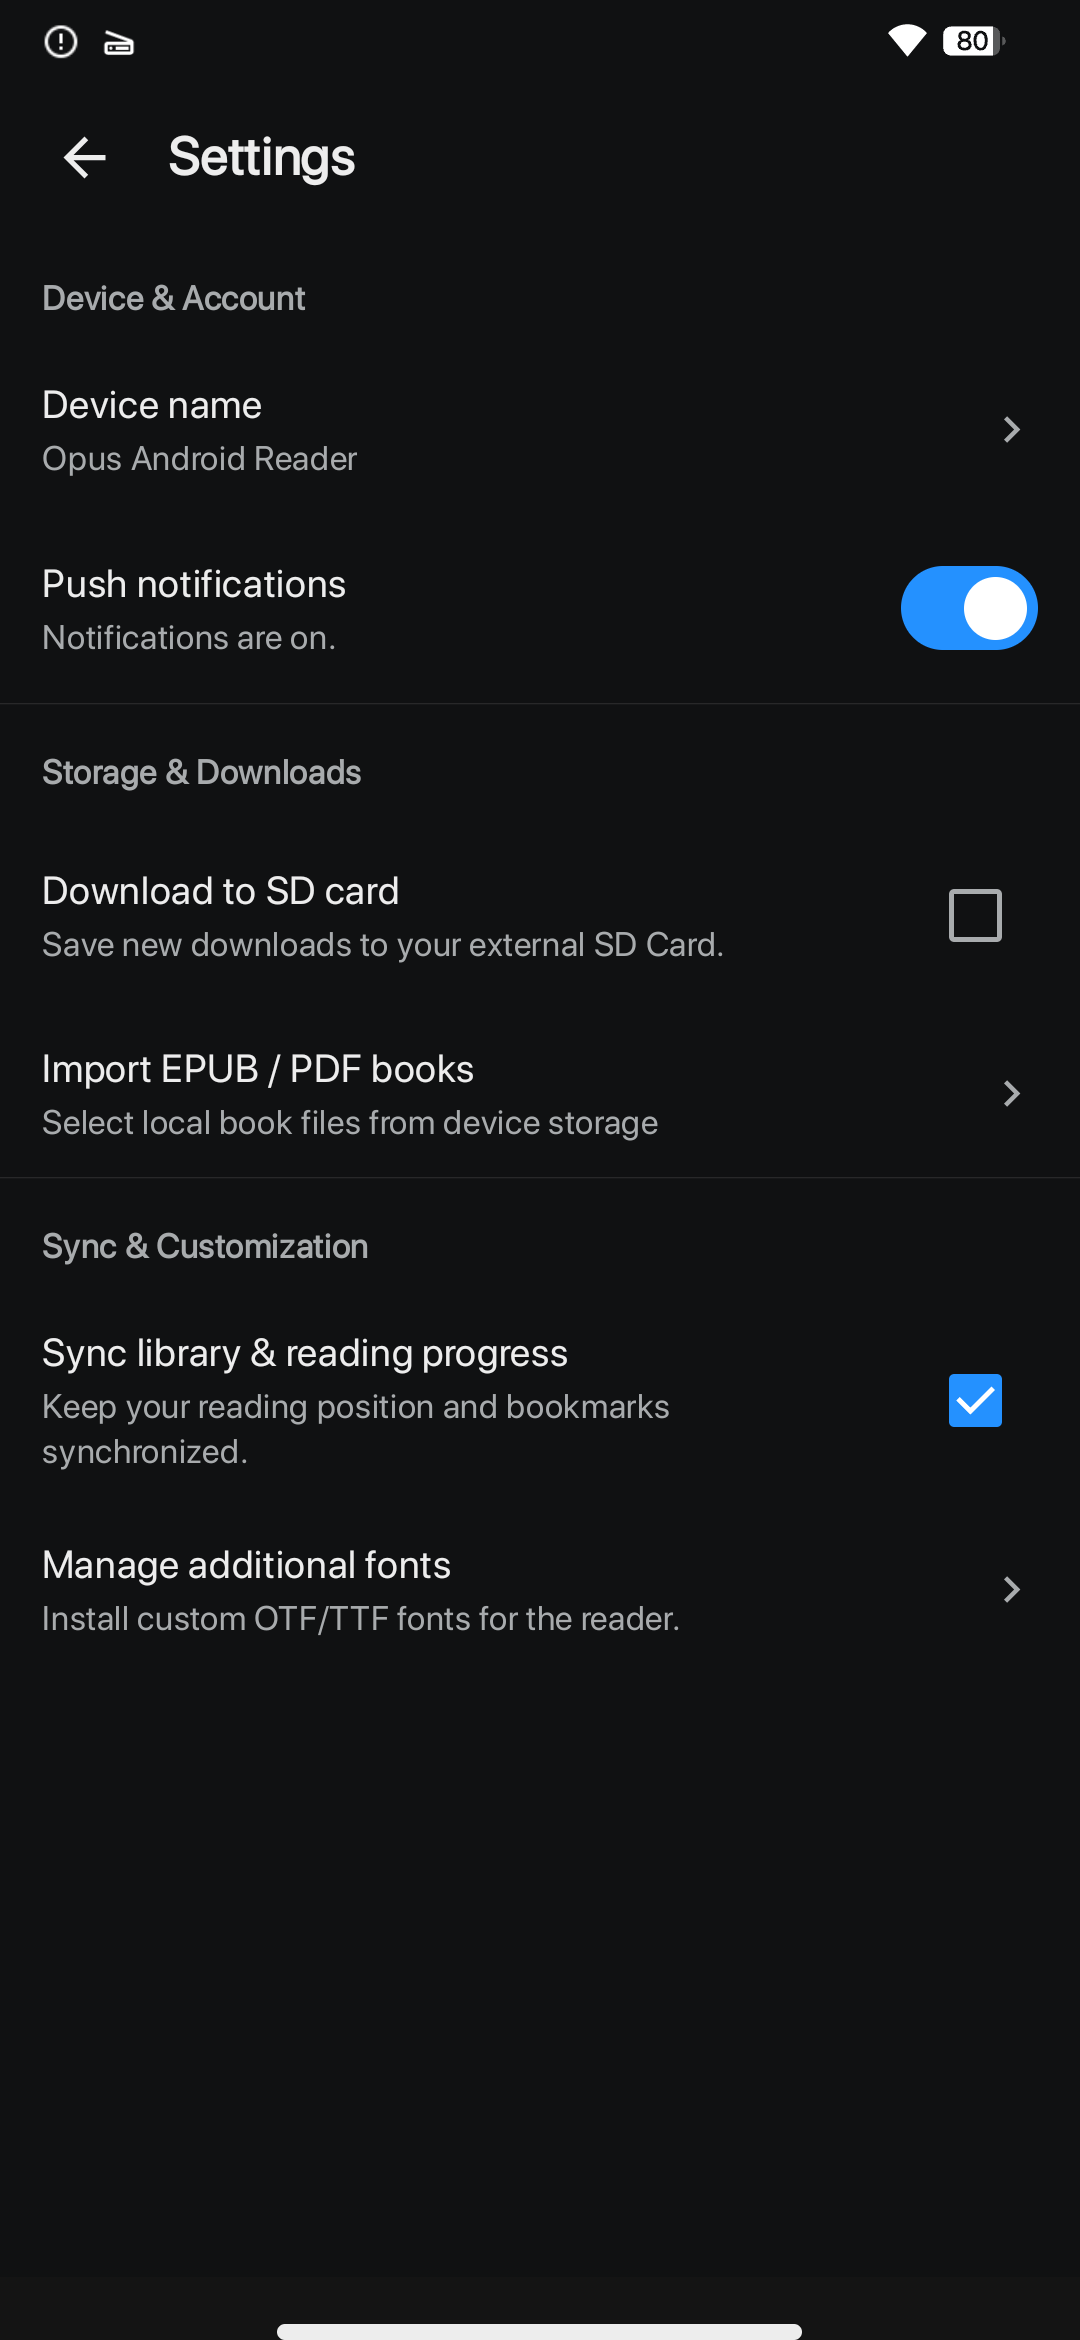 80
Settings
Device & Account
Device name
Opus Android Reader
Push notifications
Notifications are on.
Storage & Downloads
Download to SD card
Save new downloads to your external SD Card.
Import EPUB / PDF books
Select local book files from device storage
Sync & Customization
Sync library & reading progress
Keep your reading position and bookmarks
synchronized.
Manage additional fonts
Install custom OTF/TTF fonts for the reader.